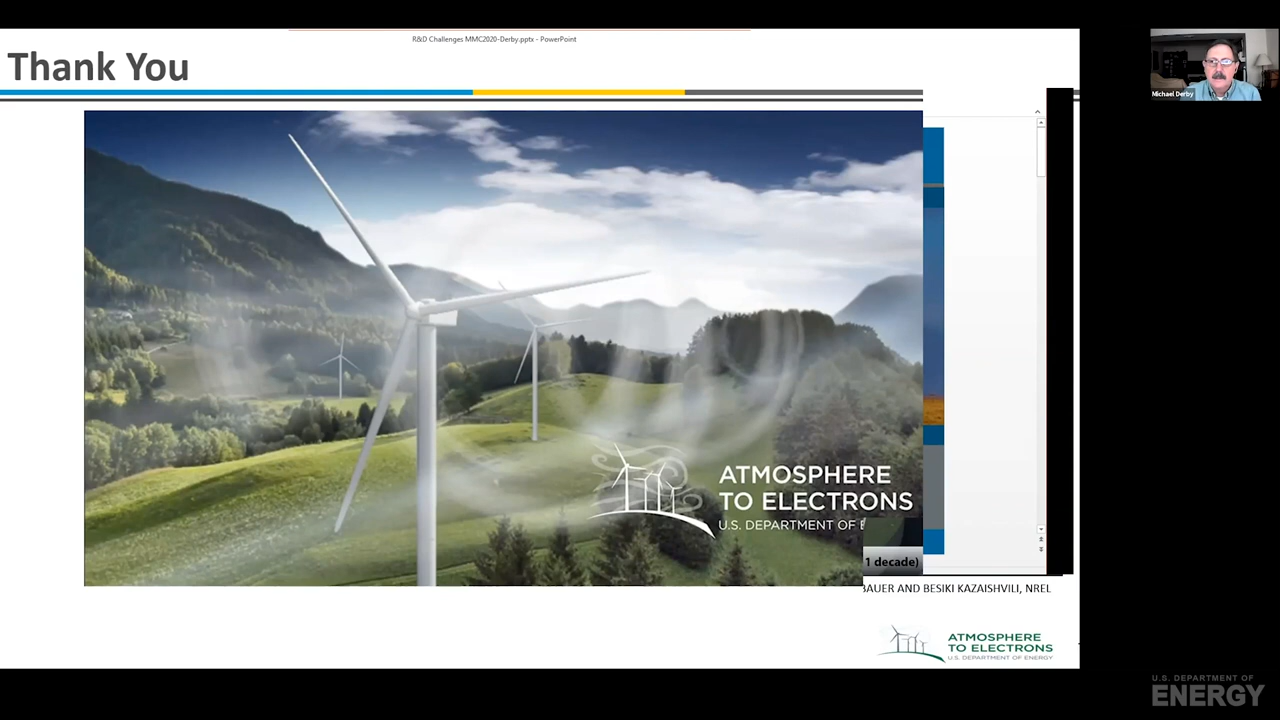 R&D Challenges MMC2020-Derby.pptx - PowerPoint
Thank You
Michael Derby
ATMOSPHERE
TO ELECTRONS
U.S. DEPARTMENT OF
1 decade)
BAUER AND BESIKI KAZAISHVILI, NREL
ATMOSPHERE
TO ELECTRONS
U.S. DEPARTMENT OF ENERGY
U.S. DEPARTMENT OF
ENERGY